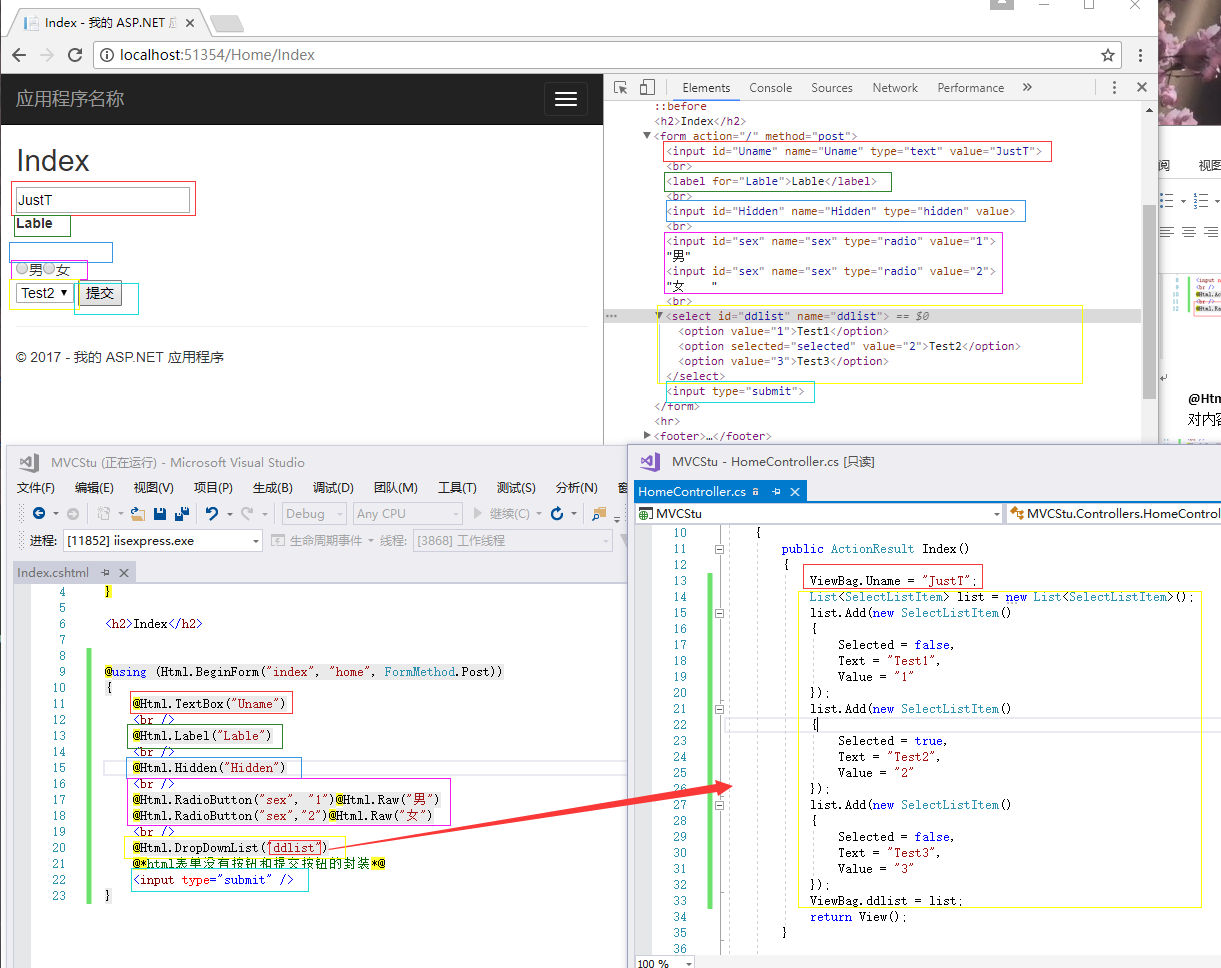 Index - 我的 ASP.NET 应
localhost:51354/Home/Index
应用程序名称
Index
JustT
Lable
男 女
Test2 提交
© 2017 - 我的 ASP.NET 应用程序
Elements Console Sources Network Performance »
::before
<h2>Index</h2>
<form action="/" method="post">
<input id="Uname" name="Uname" type="text" value="JustT">
<br>
<label for="Lable">Lable</label>
<br>
<input id="Hidden" name="Hidden" type="hidden" value>
<br>
<input id="sex" name="sex" type="radio" value="1">
"男"
<input id="sex" name="sex" type="radio" value="2">
"女 "
<br>
<select id="ddlist" name="ddlist"> == $0
<option value="1">Test1</option>
<option selected="selected" value="2">Test2</option>
<option value="3">Test3</option>
</select>
<input type="submit">
</form>
<hr>
<footer>…</footer>
阅 视图
@Htm
对内容
MVCStu (正在运行) - Microsoft Visual Studio
文件(F) 编辑(E) 视图(V) 项目(P) 生成(B) 调试(D) 团队(M) 工具(T) 测试(S) 分析(N) 窗
Debug Any CPU 继续(C)
进程: [11852] iisexpress.exe 生命周期事件 线程: [3868] 工作线程
Index.cshtml
4 }
5
6 <h2>Index</h2>
7
8
9 @using (Html.BeginForm("index", "home", FormMethod.Post))
10 {
11 @Html.TextBox("Uname")
12 <br />
13 @Html.Label("Lable")
14 <br />
15 @Html.Hidden("Hidden")
16 <br />
17 @Html.RadioButton("sex", "1")@Html.Raw("男")
18 @Html.RadioButton("sex","2")@Html.Raw("女")
19 <br />
20 @Html.DropDownList("ddlist")
21 @*html表单没有按钮和提交按钮的封装*@
22 <input type="submit" />
23 }
MVCStu - HomeController.cs [只读]
HomeController.cs
MVCStu MVCStu.Controllers.HomeControl
10 {
11 public ActionResult Index()
12 {
13 ViewBag.Uname = "JustT";
14 List<SelectListItem> list = new List<SelectListItem>();
15 list.Add(new SelectListItem()
16 {
17 Selected = false,
18 Text = "Test1",
19 Value = "1"
20 });
21 list.Add(new SelectListItem()
22 {
23 Selected = true,
24 Text = "Test2",
25 Value = "2"
26 });
27 list.Add(new SelectListItem()
28 {
29 Selected = false,
30 Text = "Test3",
31 Value = "3"
32 });
33 ViewBag.ddlist = list;
34 return View();
35 }
36
100 %